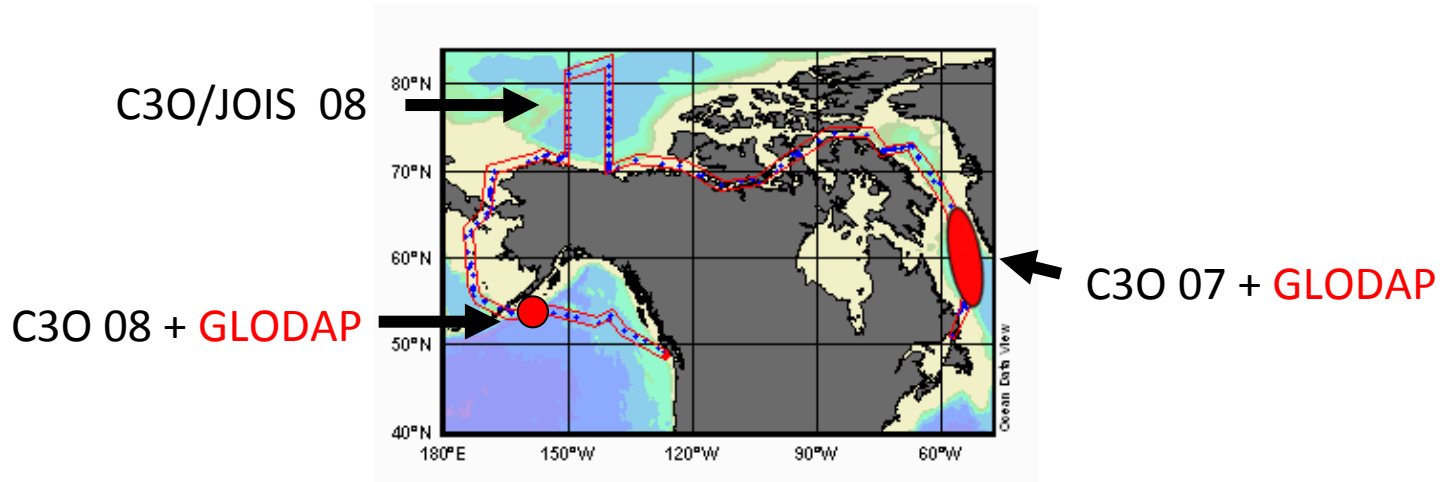 C3O/JOIS 08
C3O 08 + GLODAP
C3O 07 + GLODAP
80°N
70°N
60°N
50°N
40°N
180°E
150°W
120°W
90°W
60°W
Ocean Data View